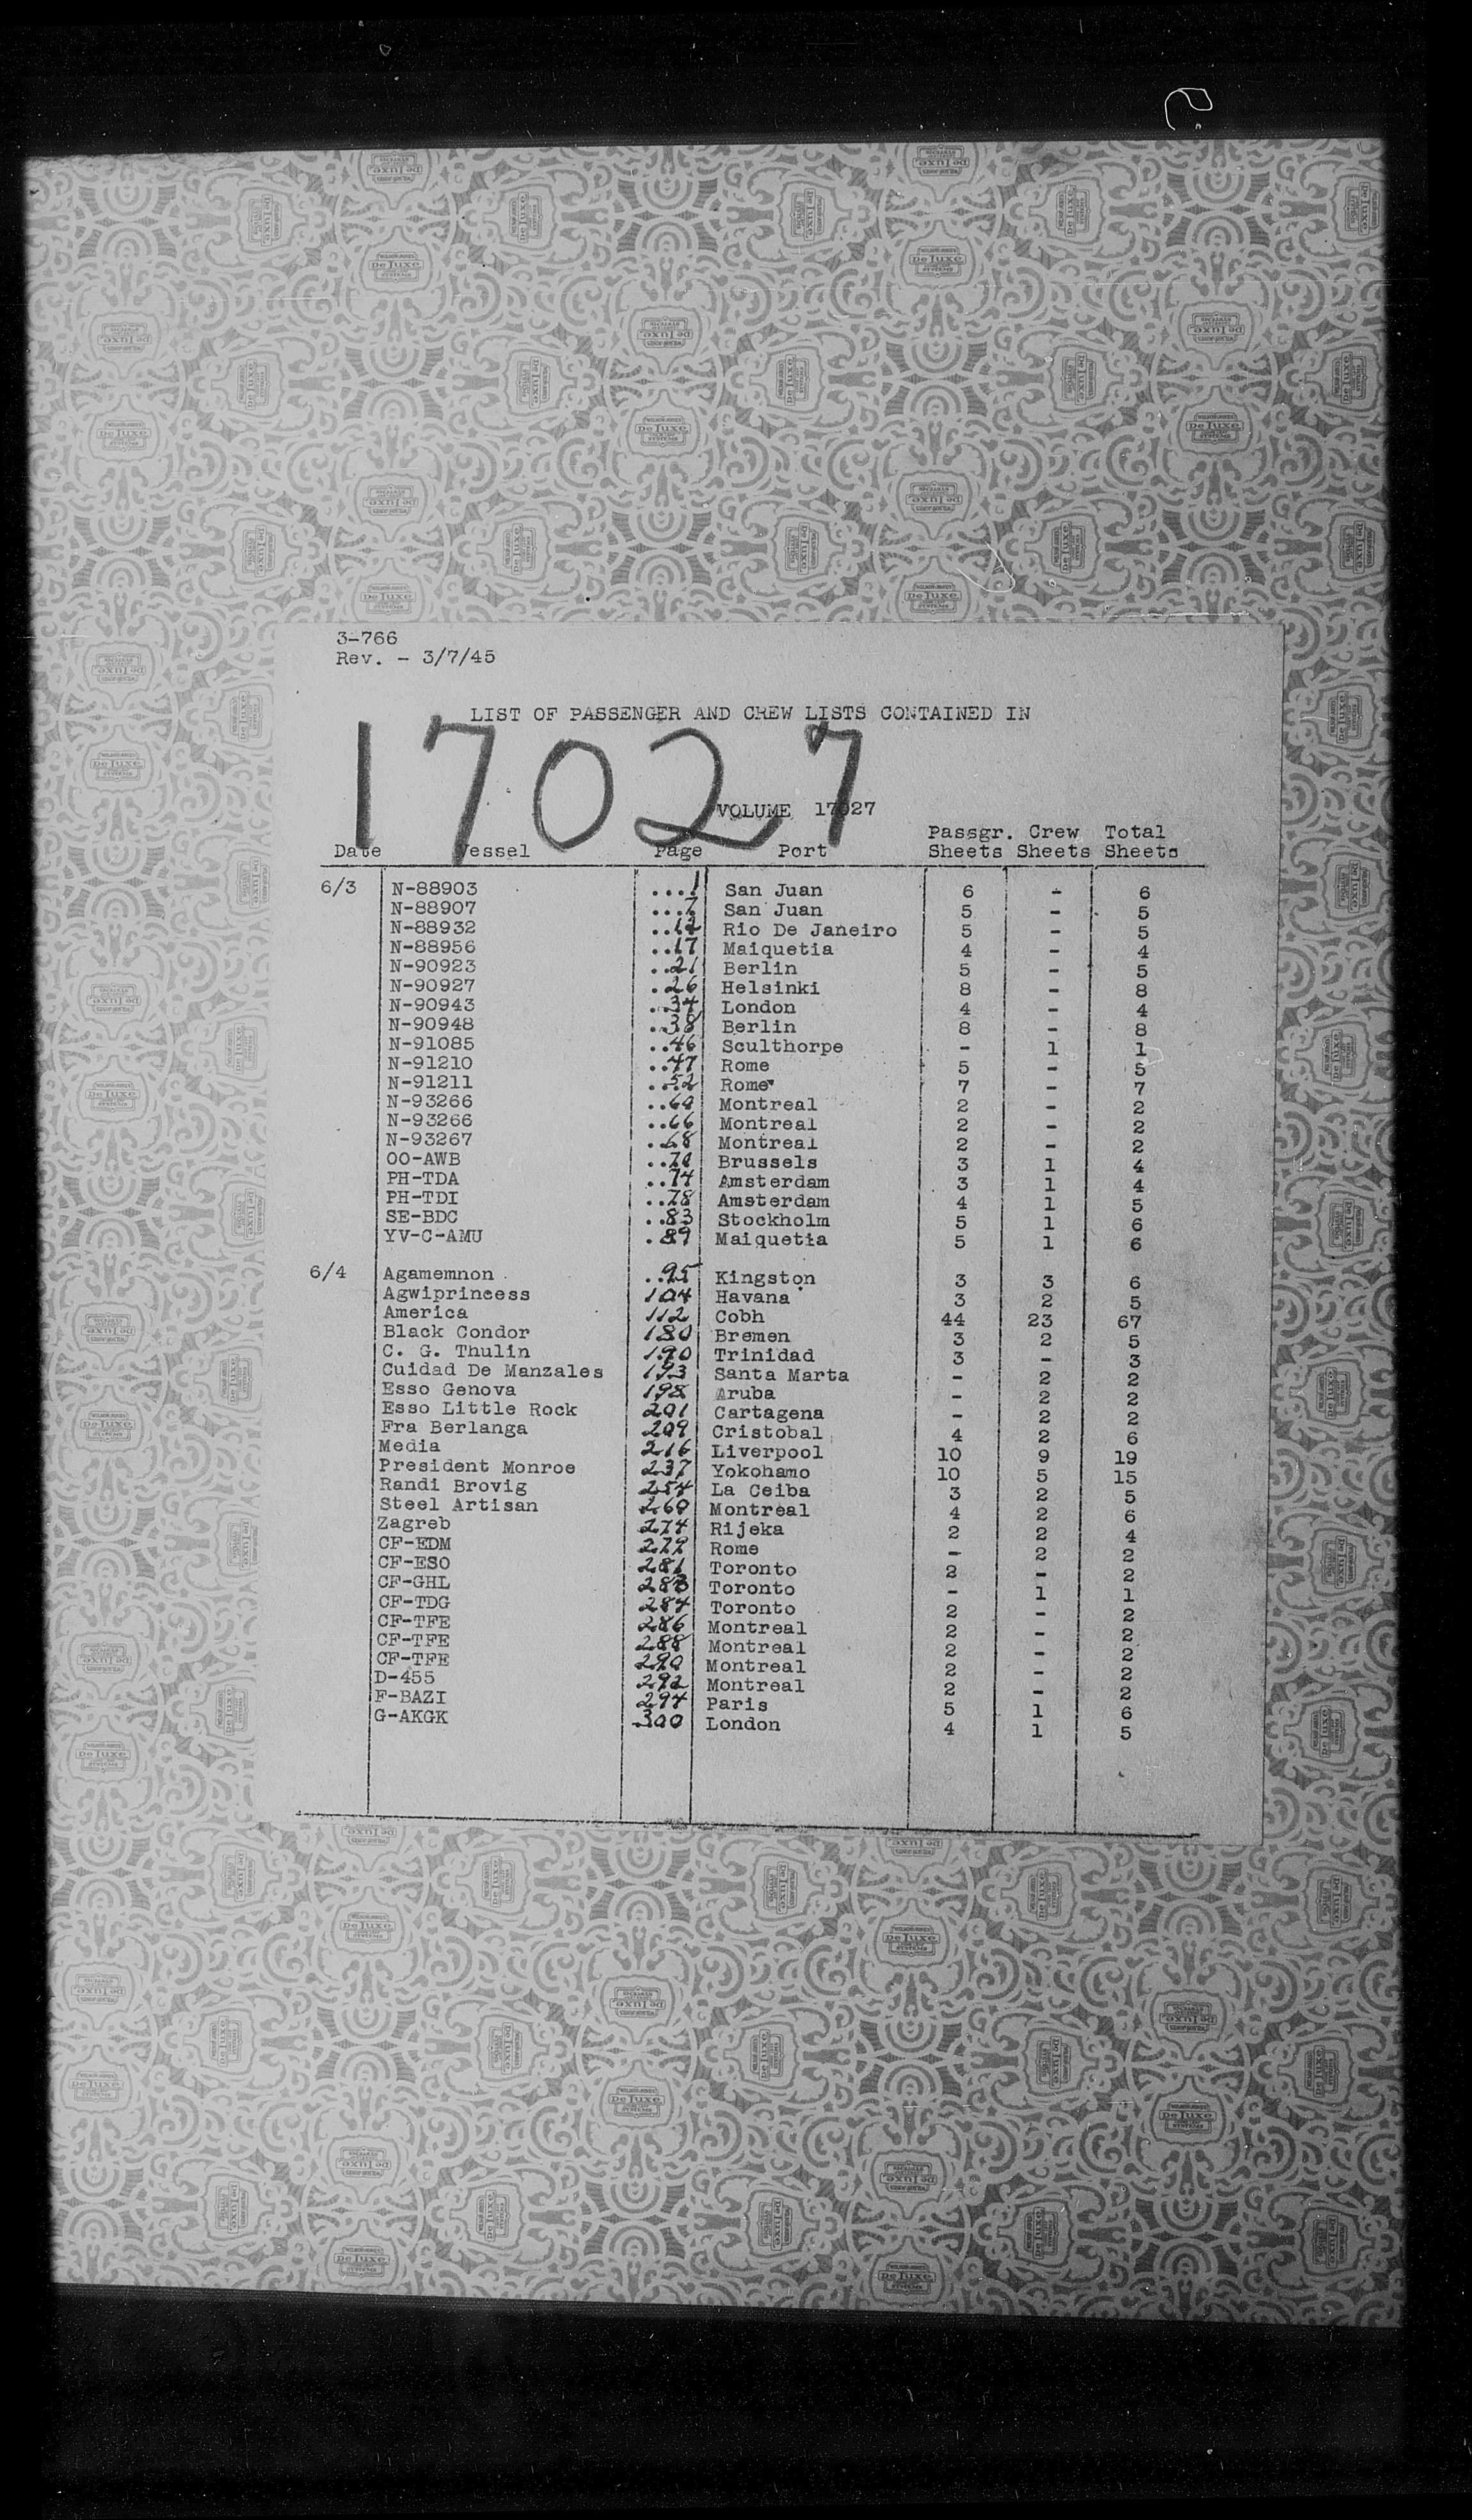 3-766
Rev. - 3/7/45
LIST OF PASSENGER AND CREW LISTS CONTAINED IN
17027
VOLUME 17027
Date Vessel Page Port Passgr. Sheets Crew Sheets Total Sheets
6/3 N-88903 ....1 San Juan 6 - 6
N-88907 ....7 San Juan 5 - 5
N-88932 ..12 Rio De Janeiro 5 - 5
N-88956 ..17 Maiquetia 4 - 4
N-90923 ..21 Berlin 5 - 5
N-90927 ..26 Helsinki 8 - 8
N-90943 ..34 London 4 - 4
N-90948 ..38 Berlin 8 - 8
N-91085 ..46 Sculthorpe - 1 1
N-91210 ..47 Rome 5 - 5
N-91211 ..52 Rome 7 - 7
N-93266 ..64 Montreal 2 - 2
N-93266 ..66 Montreal 2 - 2
N-93267 ..68 Montreal 2 - 2
OO-AWB ..70 Brussels 3 1 4
PH-TDA ..74 Amsterdam 3 1 4
PH-TDI ..78 Amsterdam 4 1 5
SE-BDC ..83 Stockholm 5 1 6
YV-C-AMU .89 Maiquetia 5 1 6
6/4 Agamemnon ..95 Kingston 3 3 6
Agwiprincess 104 Havana 3 2 5
America 112 Cobh 44 23 67
Black Condor 180 Bremen 3 2 5
C. G. Thulin 190 Trinidad 3 - 3
Cuidad De Manzales 193 Santa Marta - 2 2
Esso Genova 198 Aruba - 2 2
Esso Little Rock 201 Cartagena - 2 2
Fra Berlanga 209 Cristobal 4 2 6
Media 216 Liverpool 10 9 19
President Monroe 237 Yokohamo 10 5 15
Randi Brovig 254 La Ceiba 3 2 5
Steel Artisan 260 Montreal 4 2 6
Zagreb 274 Rijeka 2 2 4
CF-EDM 279 Rome - 2 2
CF-ESO 281 Toronto 2 - 2
CF-GHL 283 Toronto - 1 1
CF-TDG 284 Toronto 2 - 2
CF-TFE 286 Montreal 2 - 2
CF-TFE 288 Montreal 2 - 2
CF-TFE 290 Montreal 2 - 2
D-455 292 Montreal 2 - 2
F-BAZI 294 Paris 5 1 6
G-AKGK 300 London 4 1 5